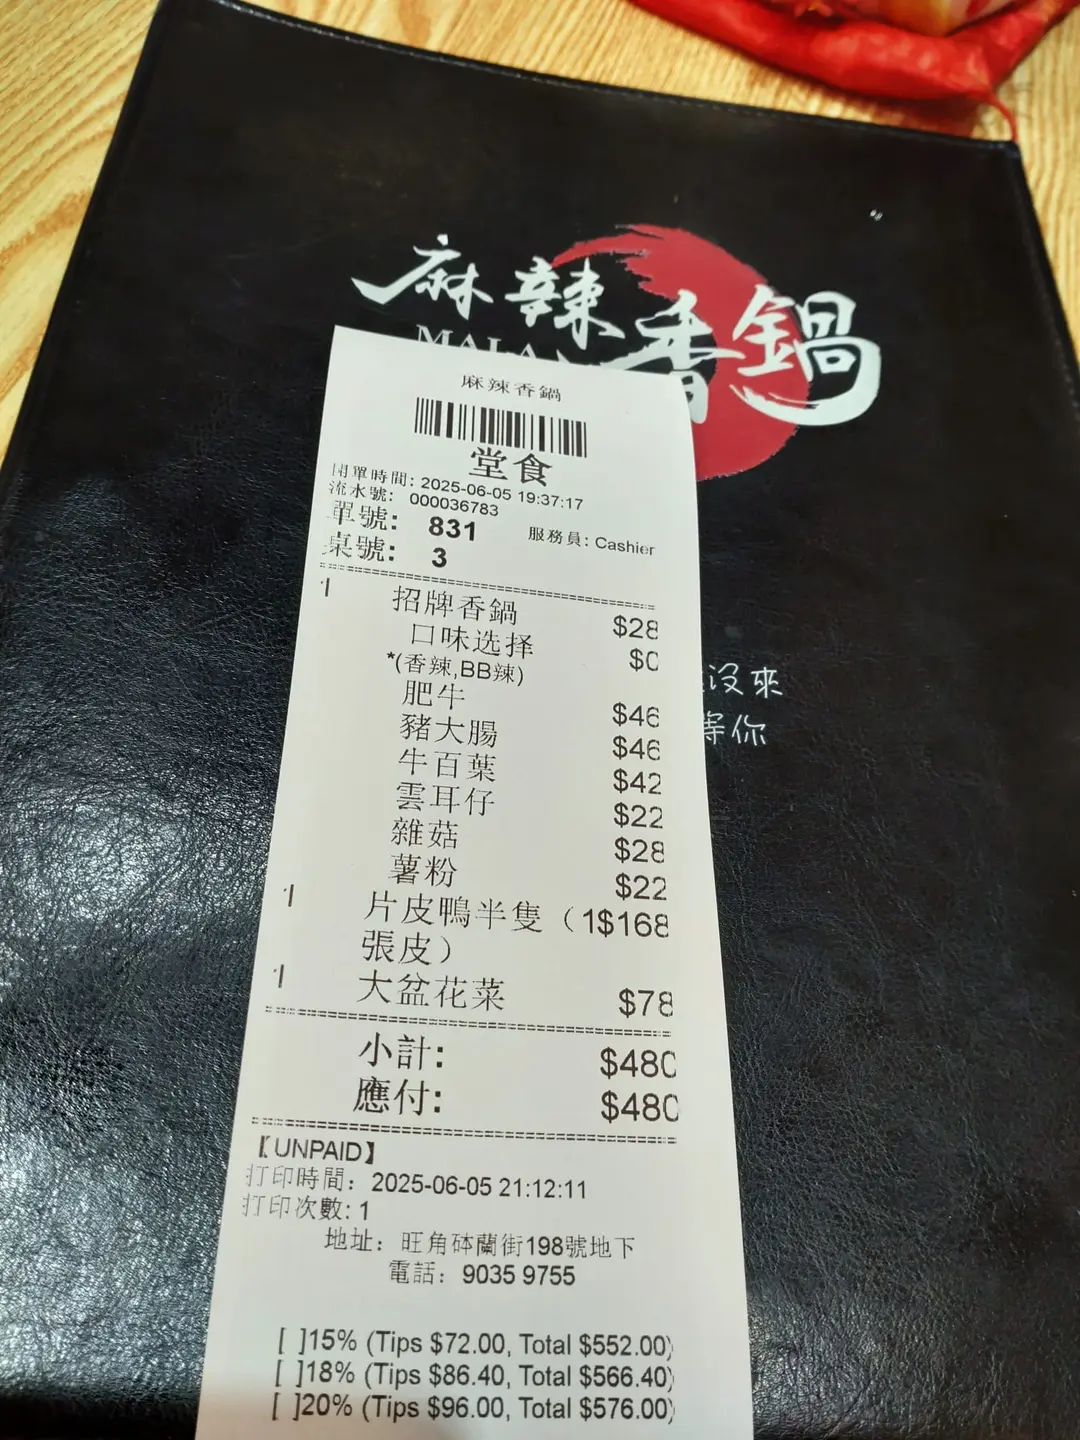 麻辣香鍋
麻辣香鍋
堂食
開單時間: 2025-06-05 19:37:17
流水號: 000036783
單號: 831 服務員: Cashier
桌號: 3
1 招牌香鍋 $28
口味选择 $0
*(香辣,BB辣)
肥牛 $46
豬大腸 $46
牛百葉 $42
雲耳仔 $22
雜菇 $28
薯粉 $22
1 片皮鴨半隻（1$168
張皮）
1 大盆花菜 $78
小計: $480
應付: $480
【UNPAID】
打印時間: 2025-06-05 21:12:11
打印次數: 1
地址: 旺角砵蘭街198號地下
電話: 9035 9755
[ ]15% (Tips $72.00, Total $552.00)
[ ]18% (Tips $86.40, Total $566.40)
[ ]20% (Tips $96.00, Total $576.00)
沒來
等你